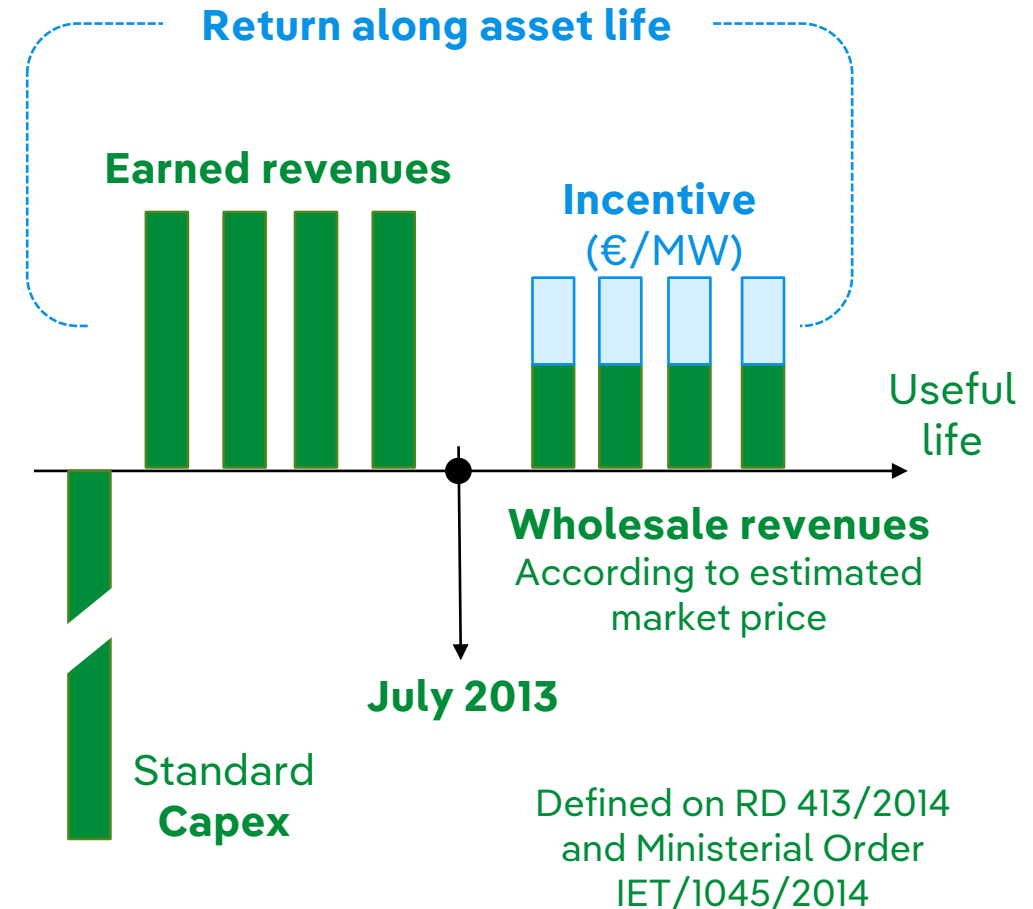 Return along asset life
Earned revenues
Incentive
(€/MW)
Useful
life
Wholesale revenues
According to estimated
market price
July 2013
Standard
Capex
Defined on RD 413/2014
and Ministerial Order
IET/1045/2014